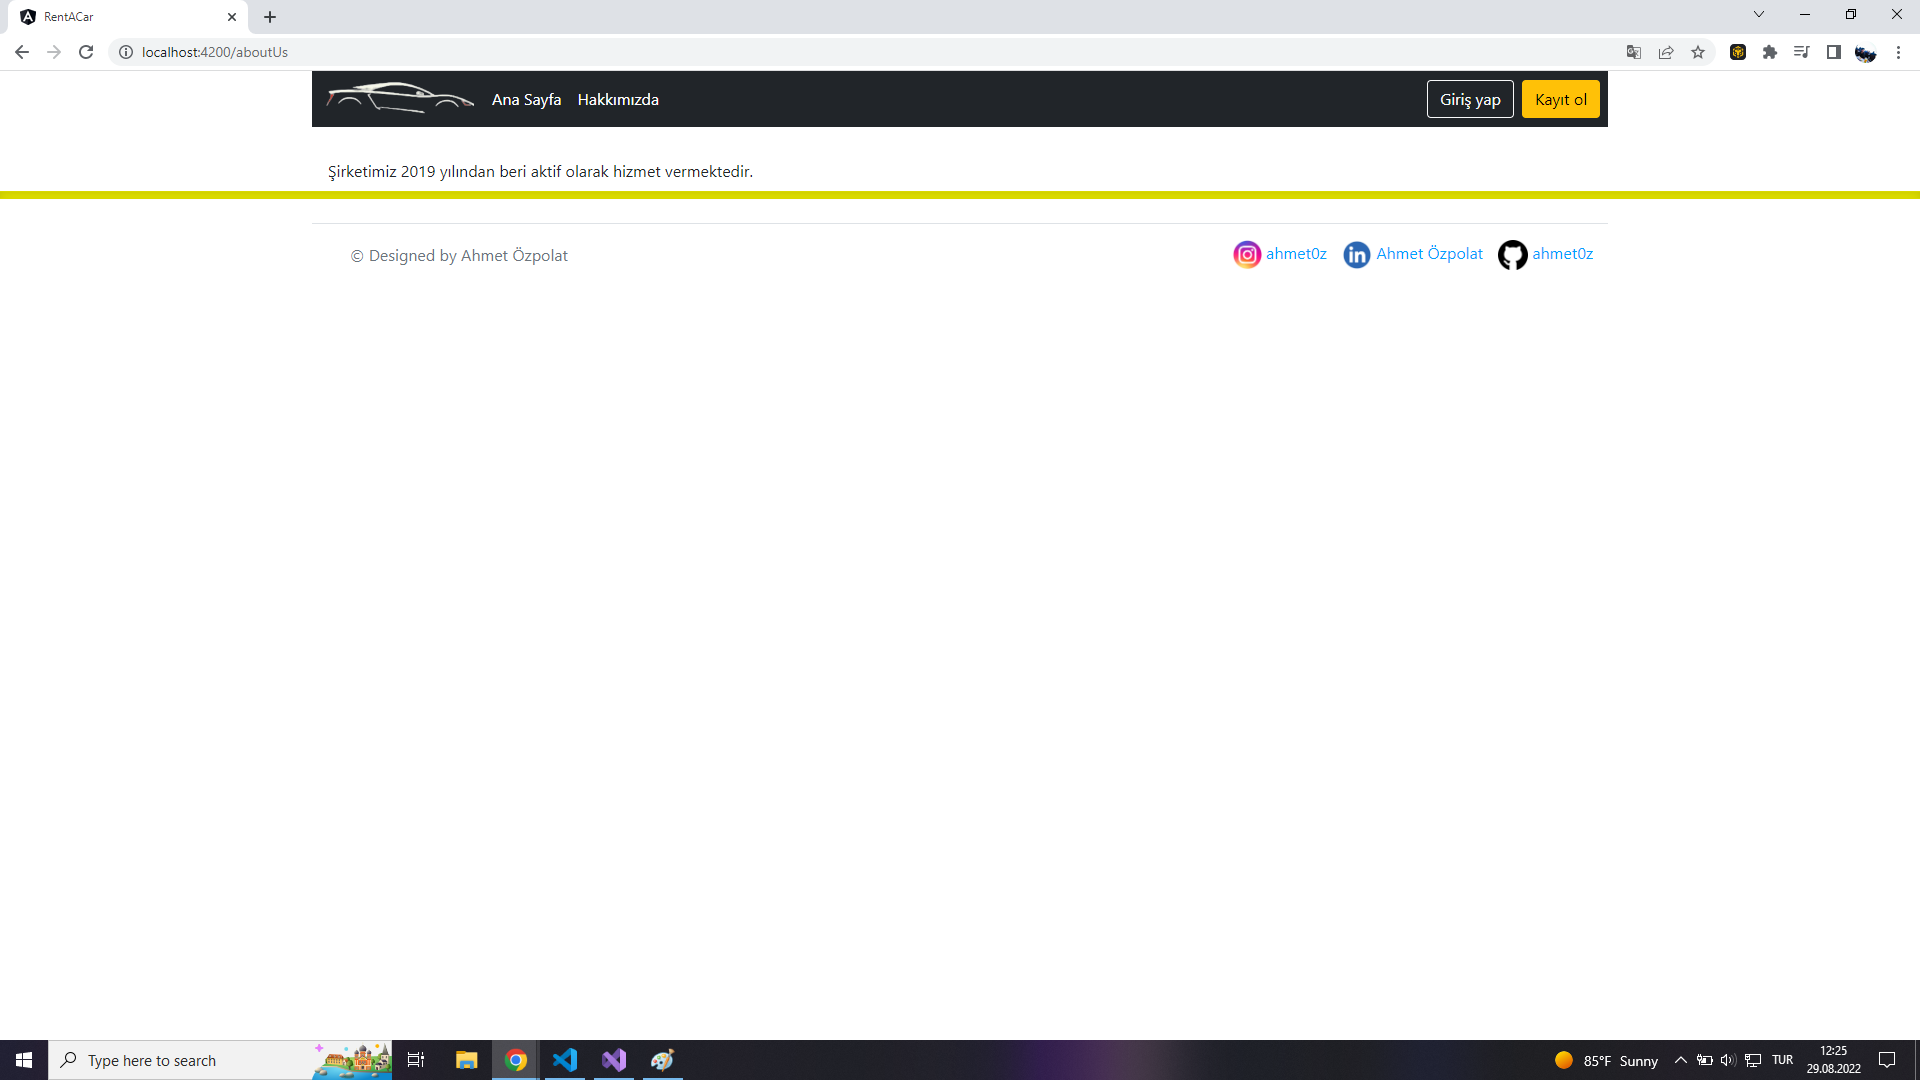 RentACar
localhost:4200/aboutUs
Ana Sayfa Hakkımızda Giriş yap Kayıt ol
Şirketimiz 2019 yılından beri aktif olarak hizmet vermektedir.
© Designed by Ahmet Özpolat ahmet0z Ahmet Özpolat ahmet0z
Type here to search 85°F Sunny TUR 12:25
29.08.2022